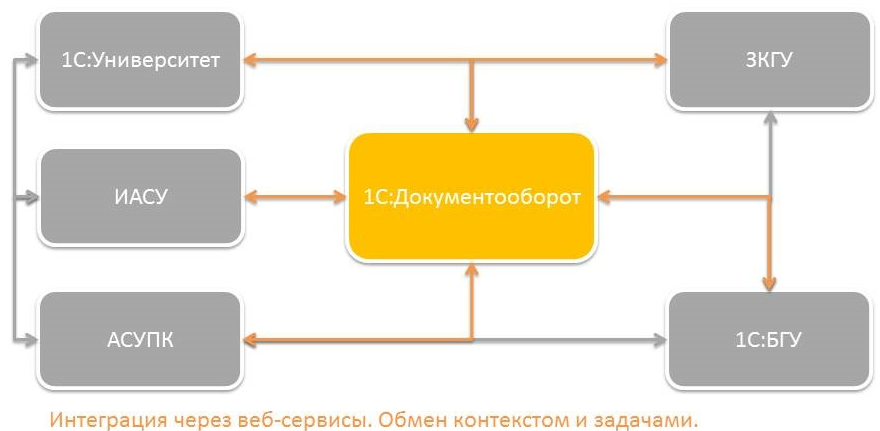 1С:Университет
ЗКГУ
ИАСУ
1С:Документооборот
АСУПК
1С:БГУ
Интеграция через веб-сервисы. Обмен контекстом и задачами.